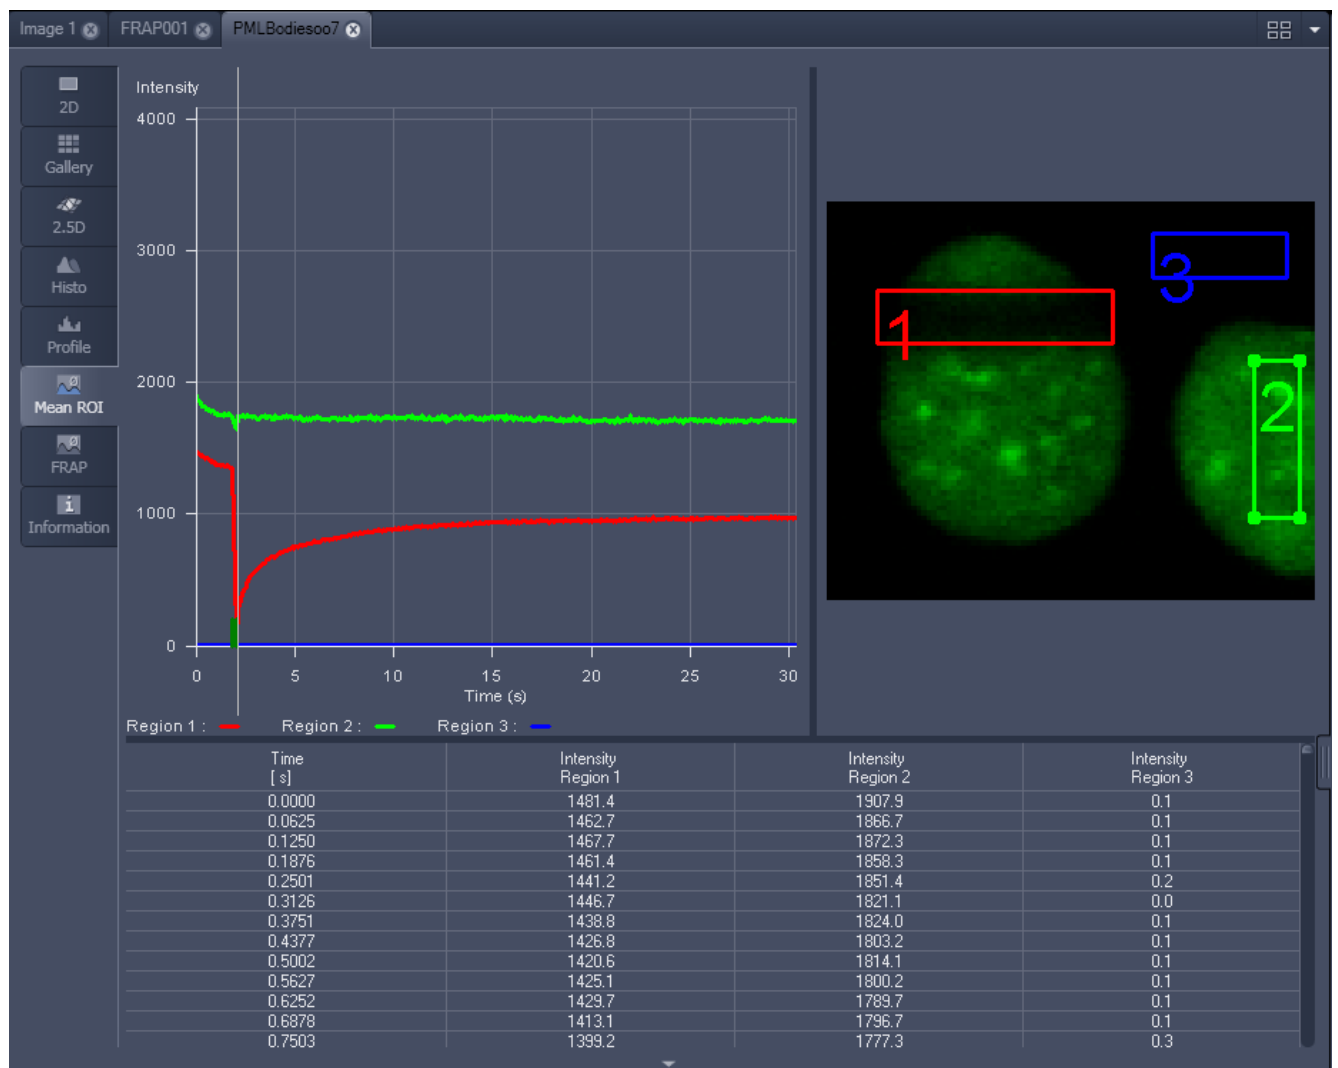 Image 1
FRAP001
PMLBodiesoo7
2D
Gallery
2.5D
Histo
Profile
Mean ROI
FRAP
Information
Intensity
4000
3000
2000
1000
0
0 5 10 15 20 25 30
Time (s)
Region 1 : Region 2 : Region 3 :
1
2
3
Time [ s] Intensity Region 1 Intensity Region 2 Intensity Region 3
0.0000 1481.4 1907.9 0.1
0.0625 1462.7 1866.7 0.1
0.1250 1467.7 1872.3 0.1
0.1876 1461.4 1858.3 0.1
0.2501 1441.2 1851.4 0.2
0.3126 1446.7 1821.1 0.0
0.3751 1438.8 1824.0 0.1
0.4377 1426.8 1803.2 0.1
0.5002 1420.6 1814.1 0.1
0.5627 1425.1 1800.2 0.1
0.6252 1429.7 1789.7 0.1
0.6878 1413.1 1796.7 0.1
0.7503 1399.2 1777.3 0.3